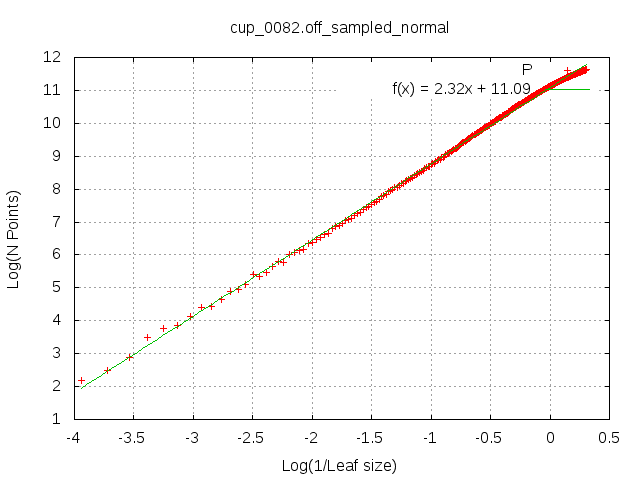 cup_0082.off_sampled_normal
12
11
10
9
8
7
6
5
4
3
2
1
Log(N Points)
P
f(x) = 2.32x + 11.09
-4 -3.5 -3 -2.5 -2 -1.5 -1 -0.5 0 0.5
Log(1/Leaf size)